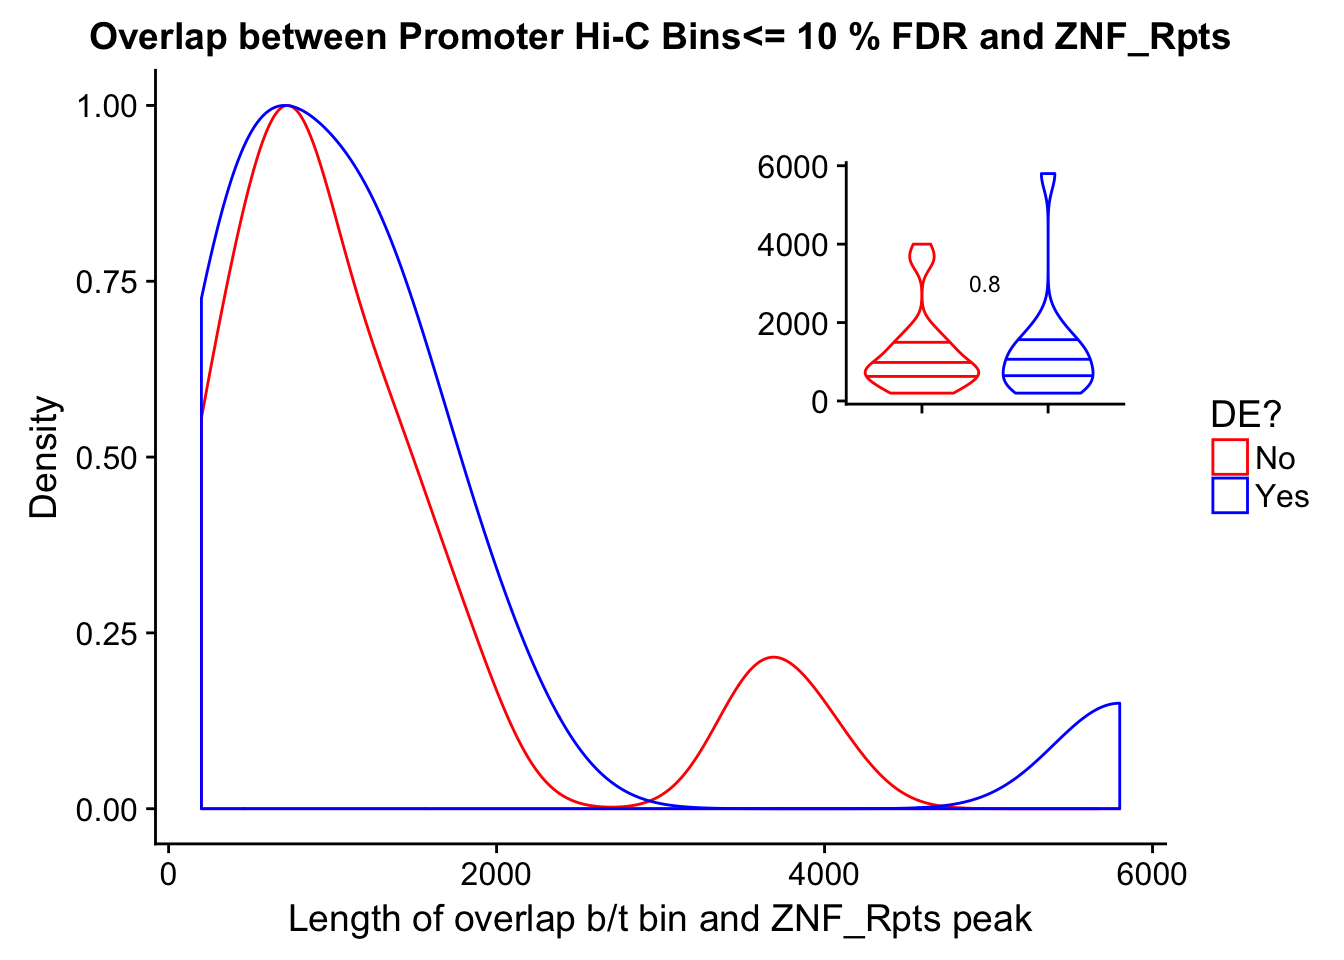 Overlap between Promoter Hi-C Bins<= 10 % FDR and ZNF_Rpts
1.00
0.75
0.50
0.25
0.00
Density
0
2000
4000
6000
Length of overlap b/t bin and ZNF_Rpts peak
6000
4000
2000
0
0.8
DE?
No
Yes